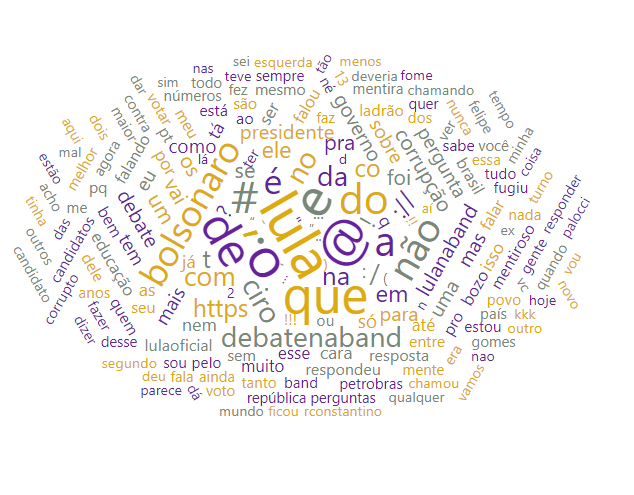 nas
sei
esquerda
tão
menos
13
deveria
fome
sim
todo
teve
sempre
né
mentira
chamando
dar
votar
números
fez
mesmo
falou
ladrão
quer
nunca
felipe
tempo
contra
meu
está
são
ser
faz
dos
aqui
dois
maior
pt
os
tá
ao
governo
sobre
ver
minha
mal
melhor
agora
falando
por
como
presidente
pra
pergunta
sabe
você
estão
acho
pq
eu
vai
lá
ter
ele
d
corrupção
essa
coisa
tinha
me
um
bolsonaro
se
é
no
da
co
foi
brasil
tudo
fugiu
turno
outros
das
debate
#
lula
e
do
://
q
aí
falar
nada
responder
candidato
candidatos
bem
tem
de
?
o
@
a
não
!!
lulanaband
mas
ex
gente
palocci
corrupto
dele
educação
já
t
,
:
"
...
na
:/
/
(
n
isso
mentiroso
quando
vou
anos
as
mais
com
ciro
que
em
uma
bozo
vc
novo
fazer
quem
seu
https
2
!!!
para
pro
povo
hoje
dizer
desse
nem
debatenaband
ou
só
até
estou
país
kkk
outro
lulaoficial
sem
esse
cara
resposta
entre
era
gomes
nao
segundo
sou
pelo
muito
respondeu
mente
vamos
deu
fala
ainda
tanto
band
petrobras
chamou
parece
dá
voto
república
perguntas
qualquer
mundo
ficou
rconstantino